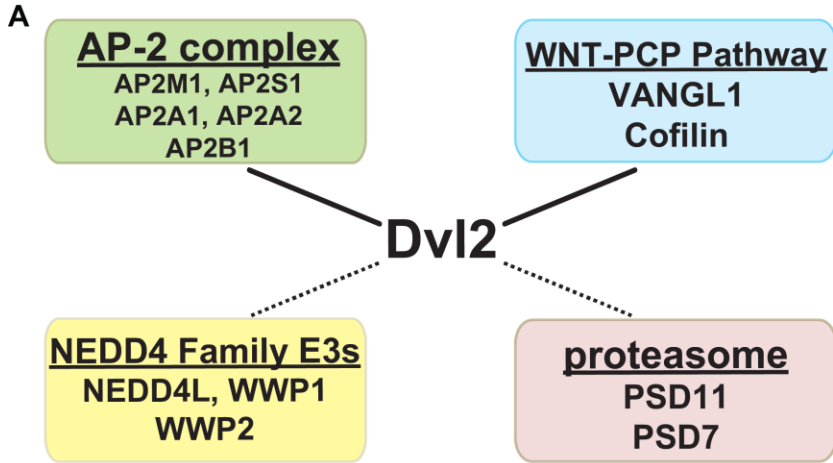 A
AP-2 complex
AP2M1, AP2S1
AP2A1, AP2A2
AP2B1
WNT-PCP Pathway
VANGL1
Cofilin
Dvl2
NEDD4 Family E3s
NEDD4L, WWP1
WWP2
proteasome
PSD11
PSD7